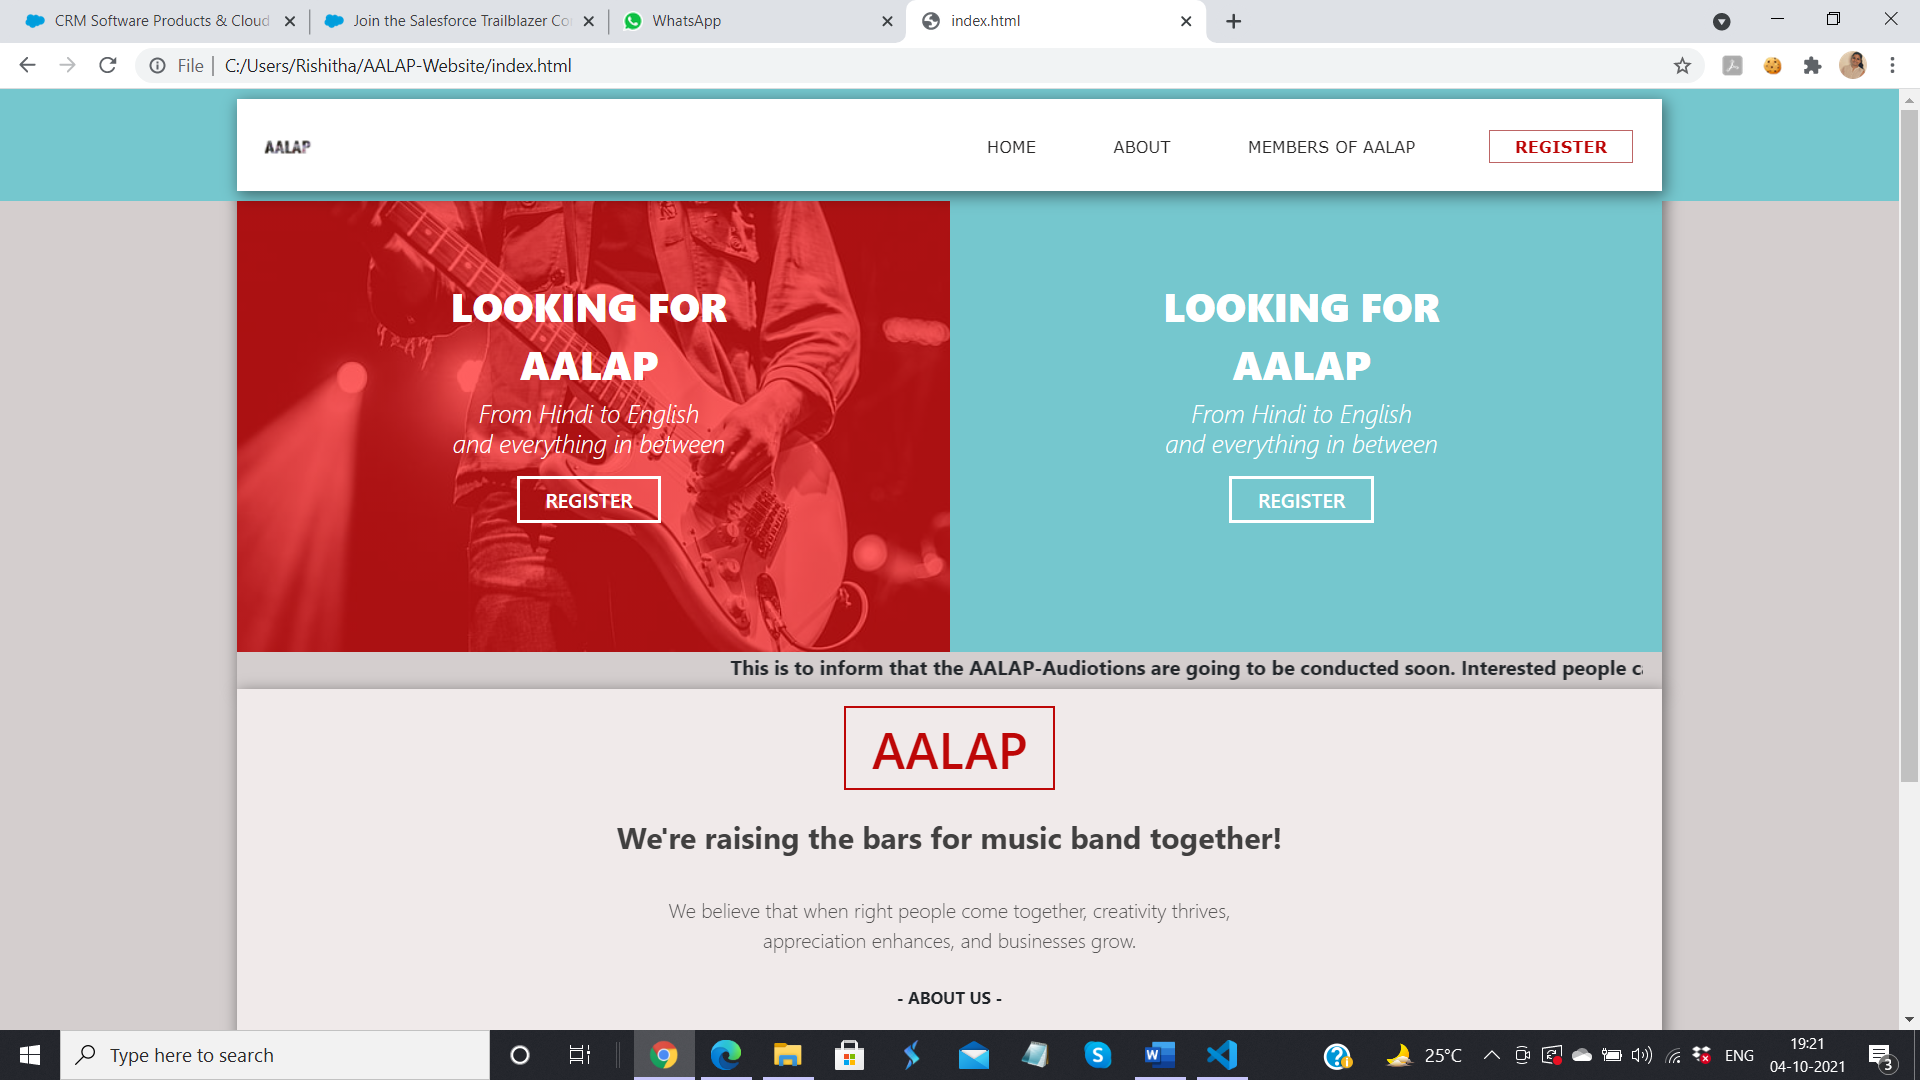 CRM Software Products & Cloud
Join the Salesforce Trailblazer Co
WhatsApp
index.html
File
C:/Users/Rishitha/AALAP-Website/index.html
AALAP
HOME
ABOUT
MEMBERS OF AALAP
REGISTER
LOOKING FOR
AALAP
From Hindi to English
and everything in between
REGISTER
LOOKING FOR
AALAP
From Hindi to English
and everything in between
REGISTER
This is to inform that the AALAP-Audiotions are going to be conducted soon. Interested people ca
AALAP
We're raising the bars for music band together!
We believe that when right people come together, creativity thrives,
appreciation enhances, and businesses grow.
- ABOUT US -
Type here to search
25°C
ENG
19:21
04-10-2021
3